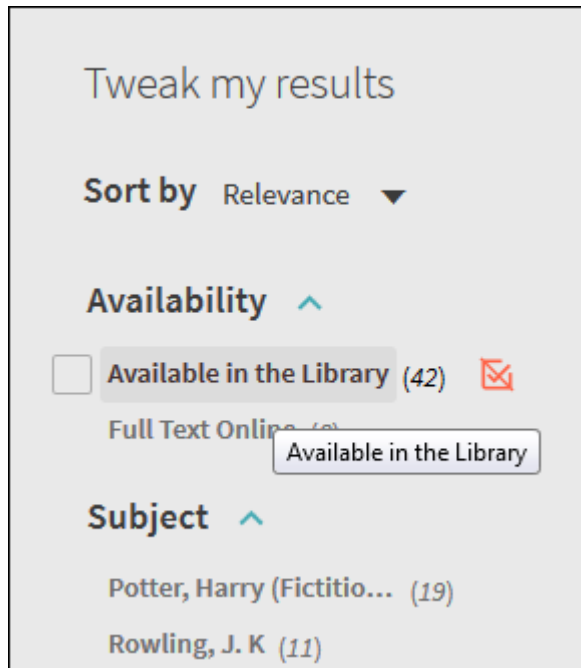 Tweak my results
Sort by Relevance
Availability
Available in the Library (42)
Full Text Online
Available in the Library
Subject
Potter, Harry (Fictitio... (19)
Rowling, J. K (11)